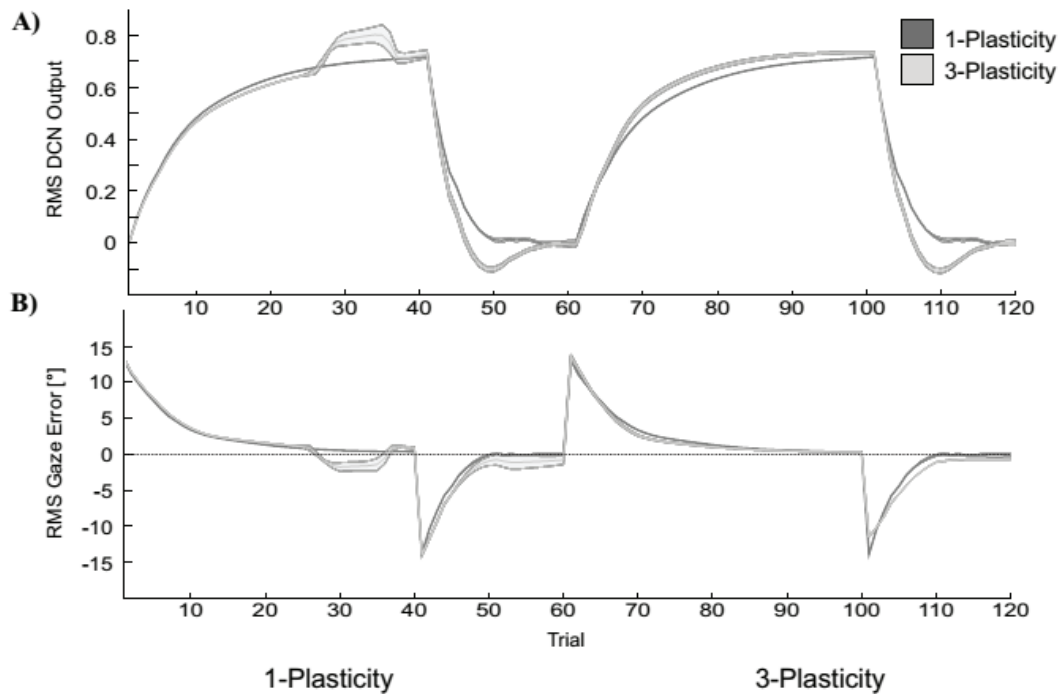 A)
RMS DCN Output
0.8
0.6
0.4
0.2
0
1-Plasticity
3-Plasticity
10 20 30 40 50 60 70 80 90 100 110 120
B)
RMS Gaze Error [°]
15
10
5
0
-5
-10
-15
10 20 30 40 50 60 70 80 90 100 110 120
Trial
1-Plasticity 3-Plasticity